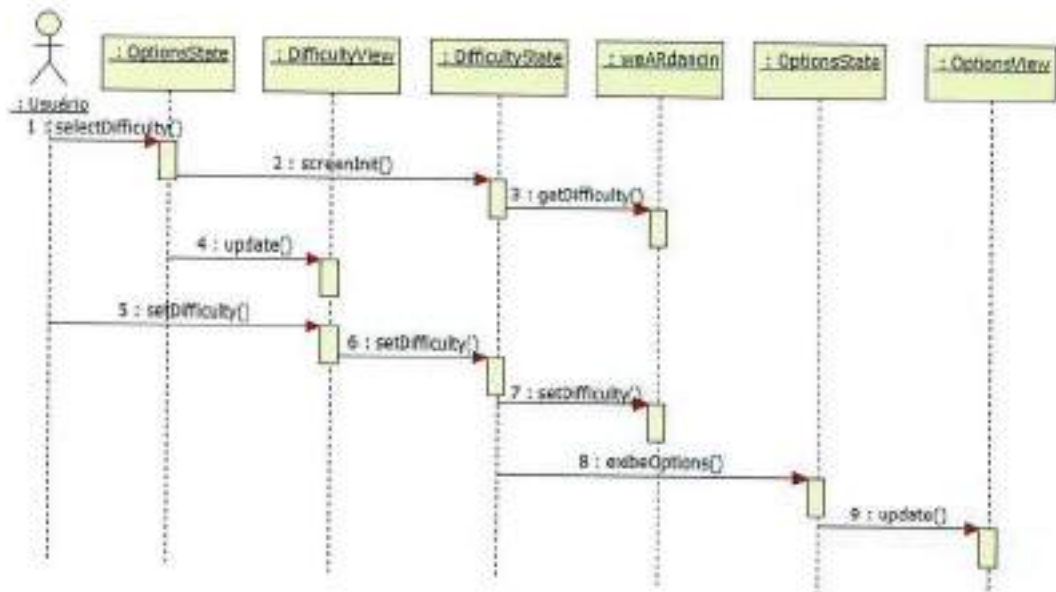 : OptionsState
: DifficultyView
: DifficultyState
: weARdancin
: OptionsState
: OptionsView
: Usuário
1 : selectDifficulty()
2 : screenInit()
3 : getDifficulty()
4 : update()
5 : setDifficulty()
6 : setDifficulty()
7 : setDifficulty()
8 : exibeOptions()
9 : update()